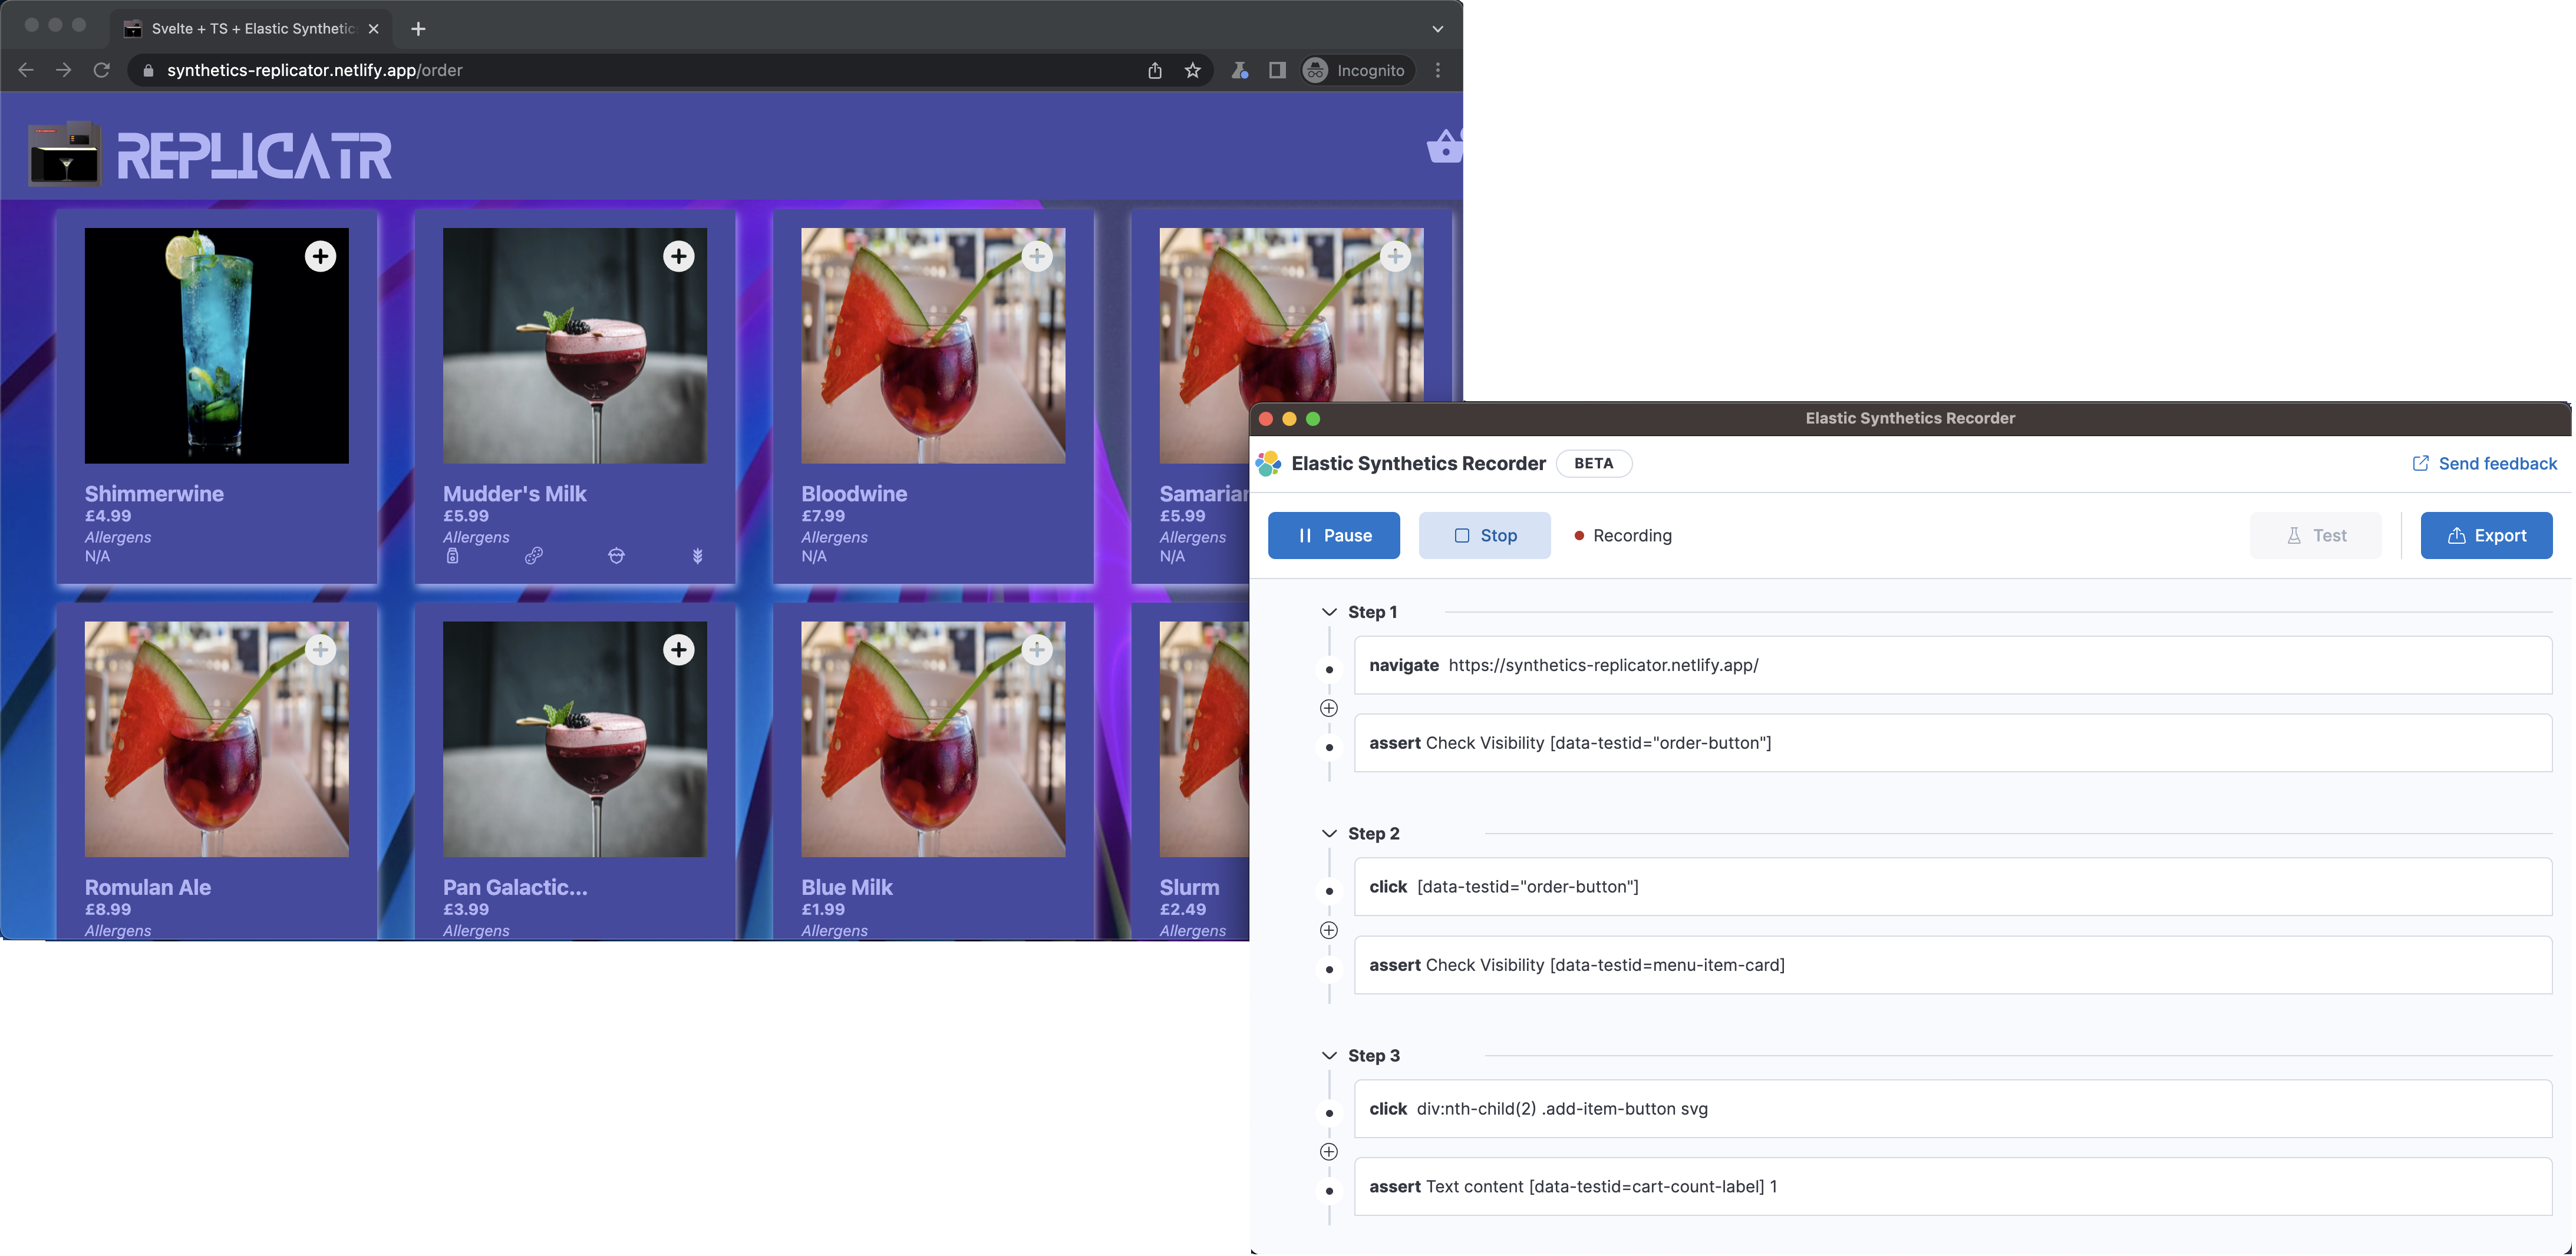 Svelte + TS + Elastic Synthetics
synthetics-replicator.netlify.app/order
Incognito
REPLICATR
Shimmerwine
£4.99
Allergens
N/A
Mudder's Milk
£5.99
Allergens
Bloodwine
£7.99
Allergens
N/A
Samarian
£5.99
Allergens
N/A
Romulan Ale
£8.99
Allergens
Pan Galactic...
£3.99
Allergens
Blue Milk
£1.99
Allergens
Slurm
£2.49
Allergens
Elastic Synthetics Recorder
Elastic Synthetics Recorder BETA
Send feedback
Pause
Stop
Recording
Test
Export
Step 1
navigate https://synthetics-replicator.netlify.app/
assert Check Visibility [data-testid="order-button"]
Step 2
click [data-testid="order-button"]
assert Check Visibility [data-testid=menu-item-card]
Step 3
click div:nth-child(2) .add-item-button svg
assert Text content [data-testid=cart-count-label] 1